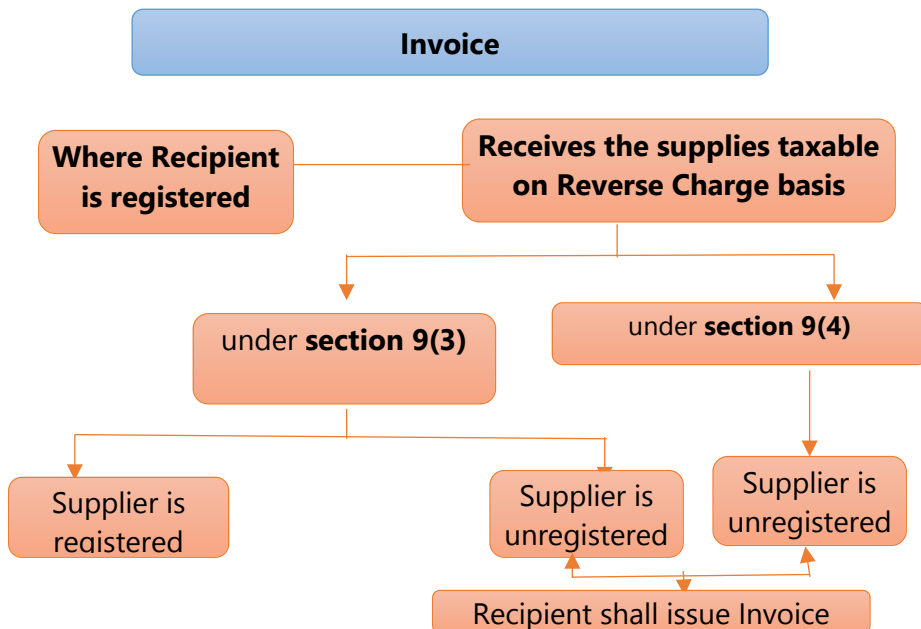 Invoice
Where Recipient
is registered
Receives the supplies taxable
on Reverse Charge basis
under section 9(3)
under section 9(4)
Supplier is
registered
Supplier is
unregistered
Supplier is
unregistered
Recipient shall issue Invoice